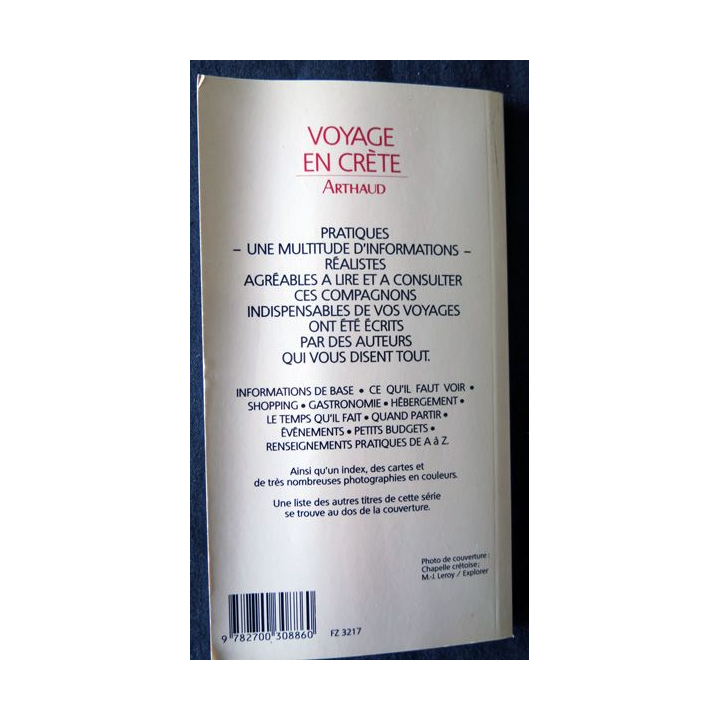 VOYAGE
EN CRÈTE
ARTHAUD
PRATIQUES
– UNE MULTITUDE D'INFORMATIONS –
RÉALISTES
AGRÉABLES A LIRE ET A CONSULTER
CES COMPAGNONS
INDISPENSABLES DE VOS VOYAGES
ONT ÉTÉ ÉCRITS
PAR DES AUTEURS
QUI VOUS DISENT TOUT.
INFORMATIONS DE BASE • CE QU'IL FAUT VOIR •
SHOPPING • GASTRONOMIE • HÉBERGEMENT •
LE TEMPS QU'IL FAIT • QUAND PARTIR •
ÉVÉNEMENTS • PETITS BUDGETS •
RENSEIGNEMENTS PRATIQUES DE A à Z.
Ainsi qu'un index, des cartes et
de très nombreuses photographies en couleurs.
Une liste des autres titres de cette série
se trouve au dos de la couverture.
Photo de couverture :
Chapelle crétoise ;
M.-J. Leroy / Explorer
9 782700 308860
FZ 3217